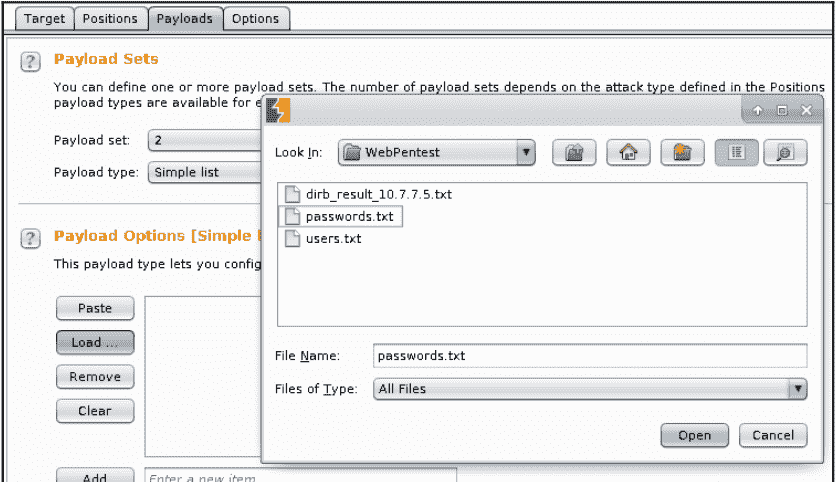 Target Positions Payloads Options
? Payload Sets
You can define one or more payload sets. The number of payload sets depends on the attack type defined in the Positions
payload types are available for e
Payload set: 2
Payload type: Simple list
Look In: WebPentest
dirb_result_10.7.7.5.txt
passwords.txt
users.txt
? Payload Options [Simple l
This payload type lets you config
Paste
Load ...
Remove
Clear
Add
Enter a new item
File Name: passwords.txt
Files of Type: All Files
Open Cancel